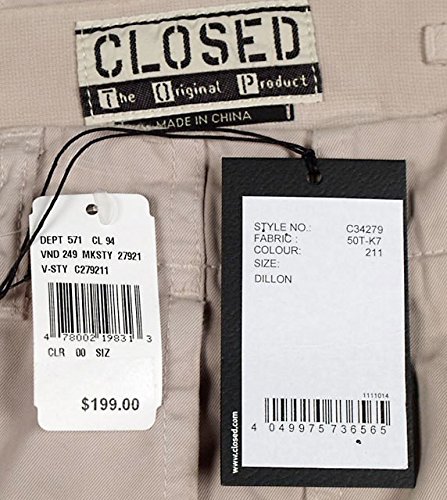 CLOSED
The Original Product
MADE IN CHINA
DEPT 571 CL 94
VND 249 MKSTY 27921
V-STY C279211
4 78002 19831 3
CLR 00 SIZ
$199.00
STYLE NO.: C34279
FABRIC : 50T-K7
COLOUR: 211
SIZE:
DILLON
1111014
4 049975 736565
www.closed.com